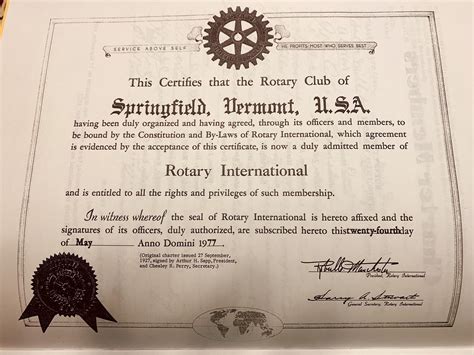 SERVICE ABOVE SELF
HE PROFITS MOST WHO SERVES BEST
This Certifies that the Rotary Club of
Springfield, Vermont, U.S.A.
having been duly organized and having agreed, through its officers and members, to
be bound by the Constitution and By-Laws of Rotary International, which agreement
is evidenced by the acceptance of this certificate, is now a duly admitted member of
Rotary International
and is entitled to all the rights and privileges of such membership.
In witness whereof the seal of Rotary International is hereto affixed and the
signatures of its officers, duly authorized, are subscribed hereto this twenty-fourth day
of May Anno Domini 1977.
(Original charter issued 27 September,
1927, signed by Arthur H. Sapp, President,
and Chesley R. Perry, Secretary.)
President, Rotary International
Harry A. Stewart
General Secretary, Rotary International